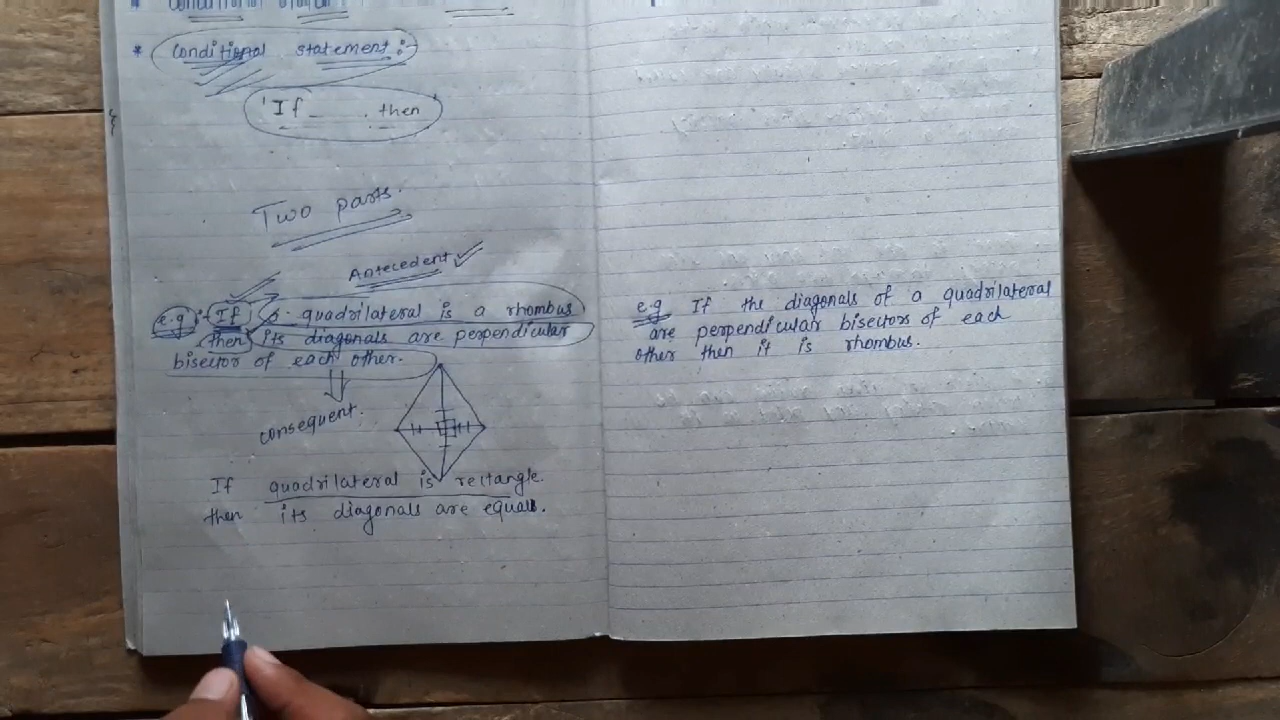 * Conditional statement :-
'If _ . then'
Two parts.
Antecedent
e.g :- If a quadrilateral is a rhombus
then its diagonals are perpendicular
bisector of each other.
consequent.
If quadrilateral is rectangle.
then its diagonals are equal.
e.g If the diagonals of a quadrilateral
are perpendicular bisectors of each
other then it is rhombus.